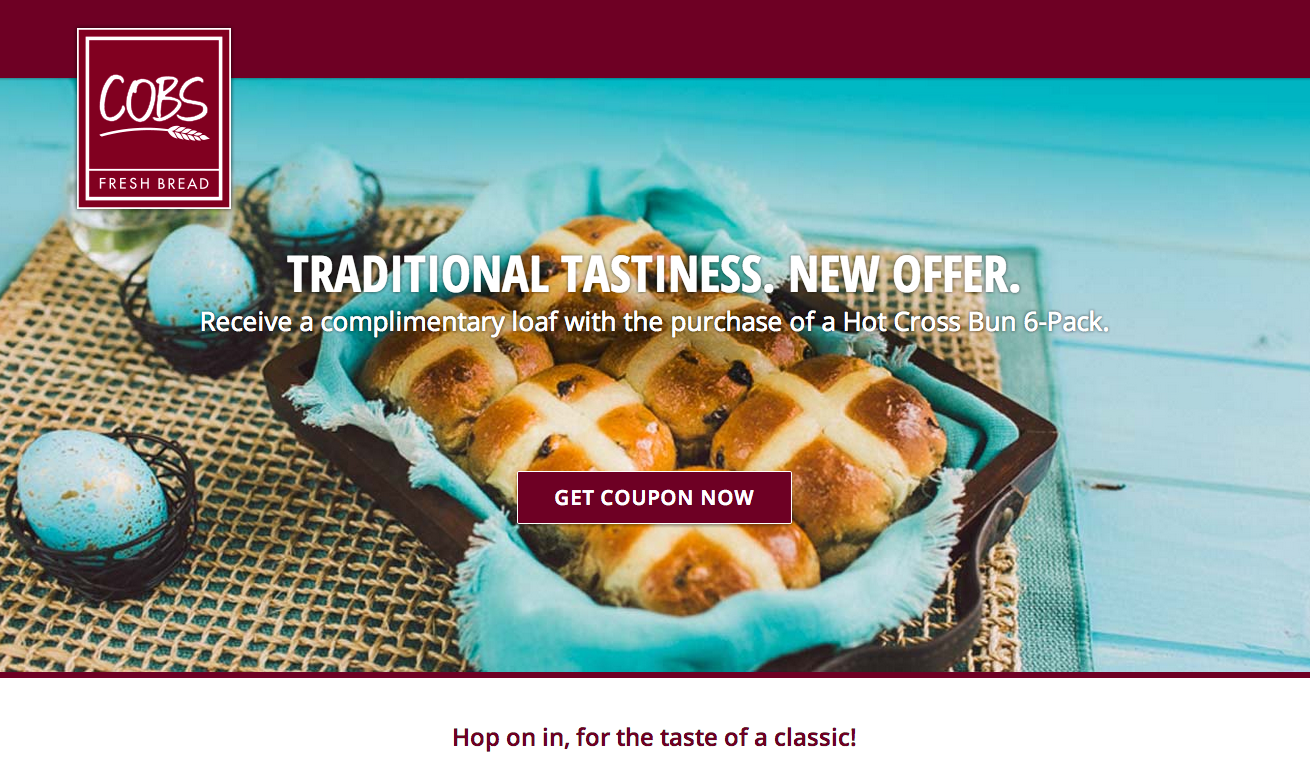 COBS
FRESH BREAD
TRADITIONAL TASTINESS. NEW OFFER.
Receive a complimentary loaf with the purchase of a Hot Cross Bun 6-Pack.
GET COUPON NOW
Hop on in, for the taste of a classic!